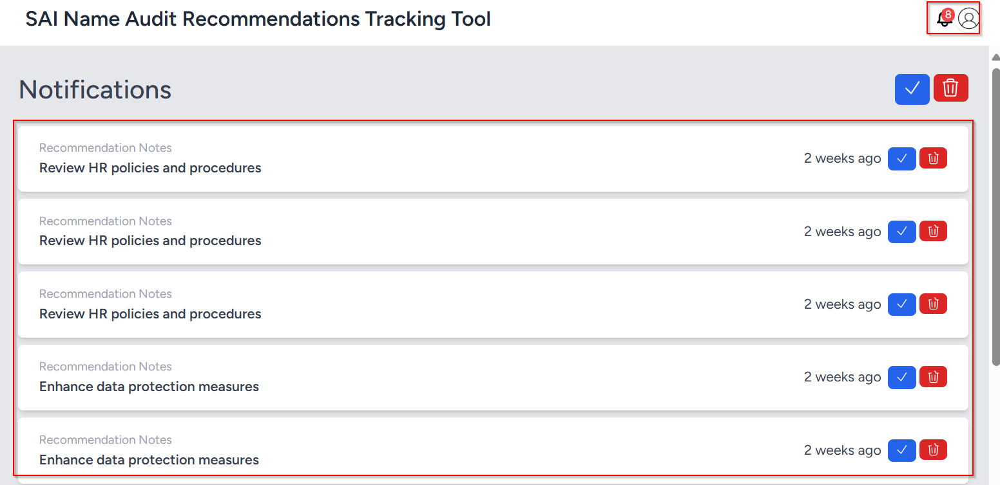 SAI Name Audit Recommendations Tracking Tool
8
Notifications
Recommendation Notes
Review HR policies and procedures
2 weeks ago
Recommendation Notes
Review HR policies and procedures
2 weeks ago
Recommendation Notes
Review HR policies and procedures
2 weeks ago
Recommendation Notes
Enhance data protection measures
2 weeks ago
Recommendation Notes
Enhance data protection measures
2 weeks ago